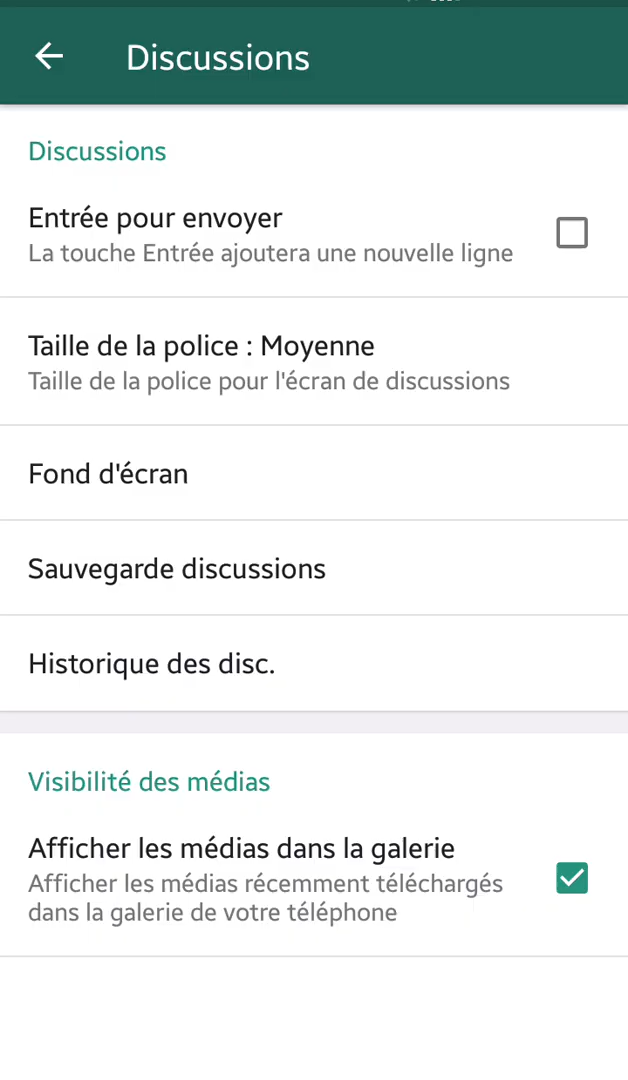 Discussions
Discussions
Entrée pour envoyer
La touche Entrée ajoutera une nouvelle ligne
Taille de la police : Moyenne
Taille de la police pour l'écran de discussions
Fond d'écran
Sauvegarde discussions
Historique des disc.
Visibilité des médias
Afficher les médias dans la galerie
Afficher les médias récemment téléchargés
dans la galerie de votre téléphone